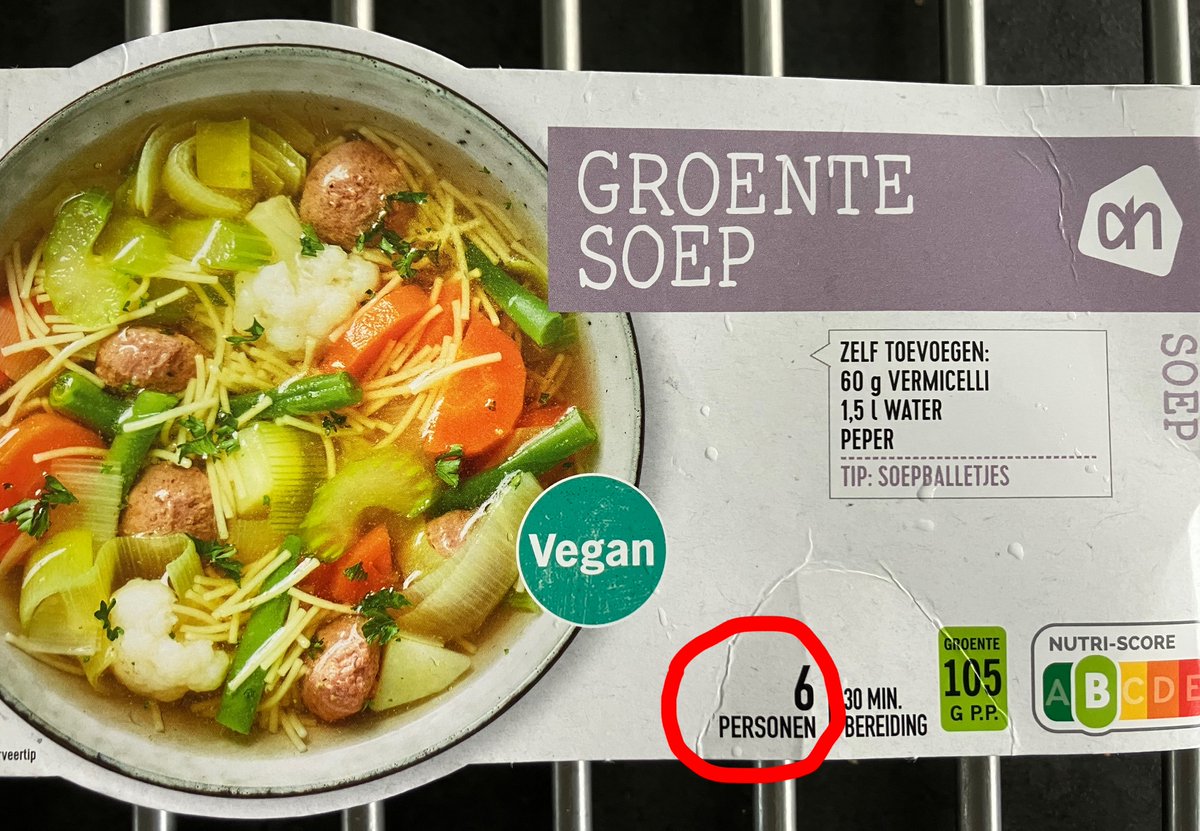 GROENTE
SOEP
ah
ZELF TOEVOEGEN:
60 g VERMICELLI
1,5 l WATER
PEPER
TIP: SOEPBALLETJES
SOEP
Vegan
6
PERSONEN
30 MIN.
BEREIDING
GROENTE
105
G P.P.
NUTRI-SCORE
A B C D E